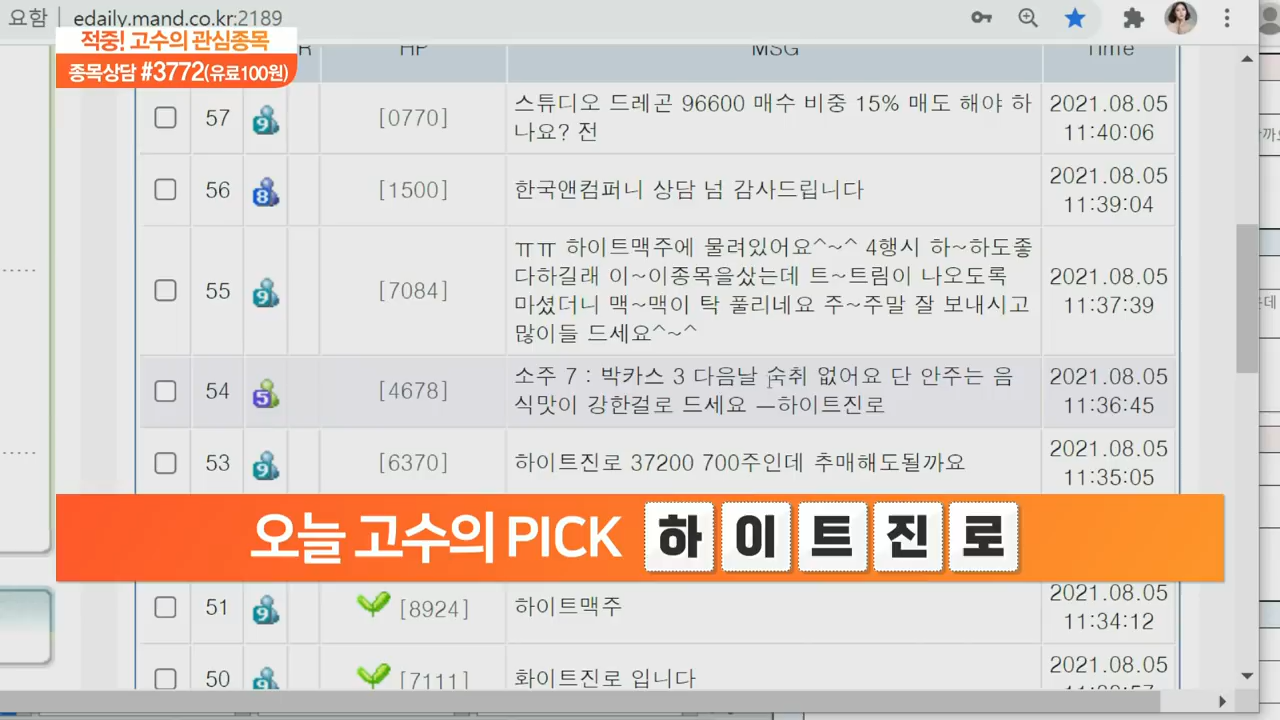 요함
edaily.mand.co.kr:2189
적중! 고수의 관심종목
종목상담 #3772(유료100원)
R HP MSG Time
57 9 [0770] 스튜디오 드레곤 96600 매수 비중 15% 매도 해야 하
나요? 전
2021.08.05
11:40:06
56 8 [1500] 한국앤컴퍼니 상담 넘 감사드립니다
2021.08.05
11:39:04
55 9 [7084] ㅠㅠ 하이트맥주에 물려있어요^~^ 4행시 하~하도좋
다하길래 이~이종목을샀는데 트~트림이 나오도록
마셨더니 맥~맥이 탁 풀리네요 주~주말 잘 보내시고
많이들 드세요^~^
2021.08.05
11:37:39
54 5 [4678] 소주 7 : 박카스 3 다음날 숙취 없어요 단 안주는 음
식맛이 강한걸로 드세요 —하이트진로
2021.08.05
11:36:45
53 9 [6370] 하이트진로 37200 700주인데 추매해도될까요
2021.08.05
11:35:05
오늘 고수의 PICK 하이트진로
51 9 [8924] 하이트맥주
2021.08.05
11:34:12
50 9 [7111] 화이트진로 입니다
2021.08.05